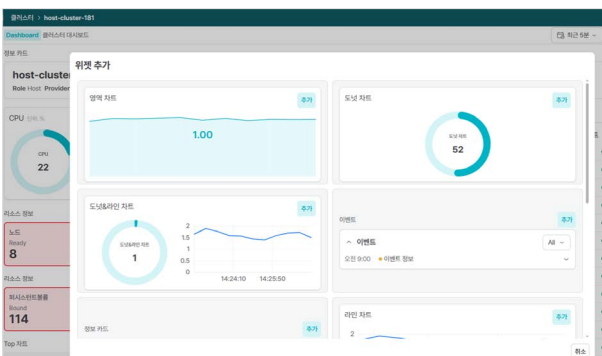 클러스터 > host-cluster-181
Dashboard 클러스터 대시보드
최근 5분
정보 카드
위젯 추가
host-cluste
Role Host Provider
CPU 단위: %
CPU
22
리소스 정보
노드
Ready
8
리소스 정보
퍼시스턴트볼륨
Bound
114
Top 차트
영역 차트
추가
1.00
도넛 차트
추가
도넛 차트
52
도넛&라인 차트
추가
도넛&라인 차트
1
2
1.5
1
0.5
0
14:24:10 14:25:50
이벤트
추가
이벤트
All
오전 9:00 이벤트 정보
정보 카드
추가
라인 차트
추가
2
취소